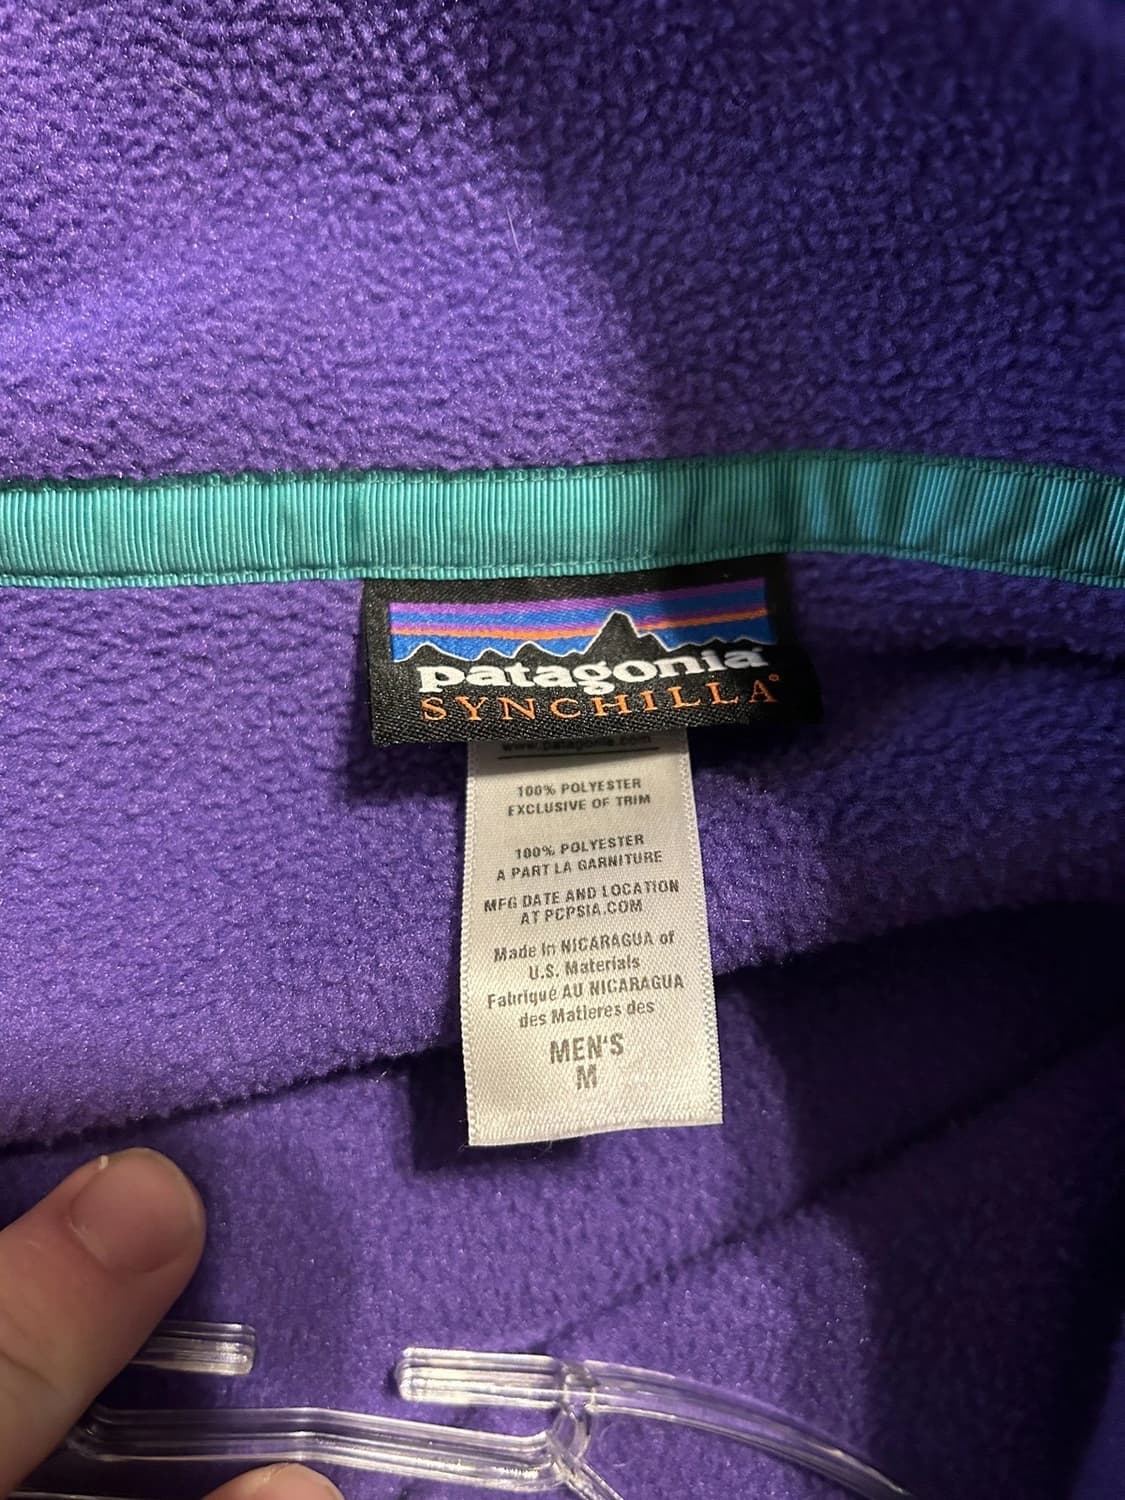 patagonia
SYNCHILLA®
www.patagonia.com
100% POLYESTER
EXCLUSIVE OF TRIM
100% POLYESTER
A PART LA GARNITURE
MFG DATE AND LOCATION
AT PCPSIA.COM
Made in NICARAGUA of
U.S. Materials
Fabriqué AU NICARAGUA
des Matieres des
MEN'S
M